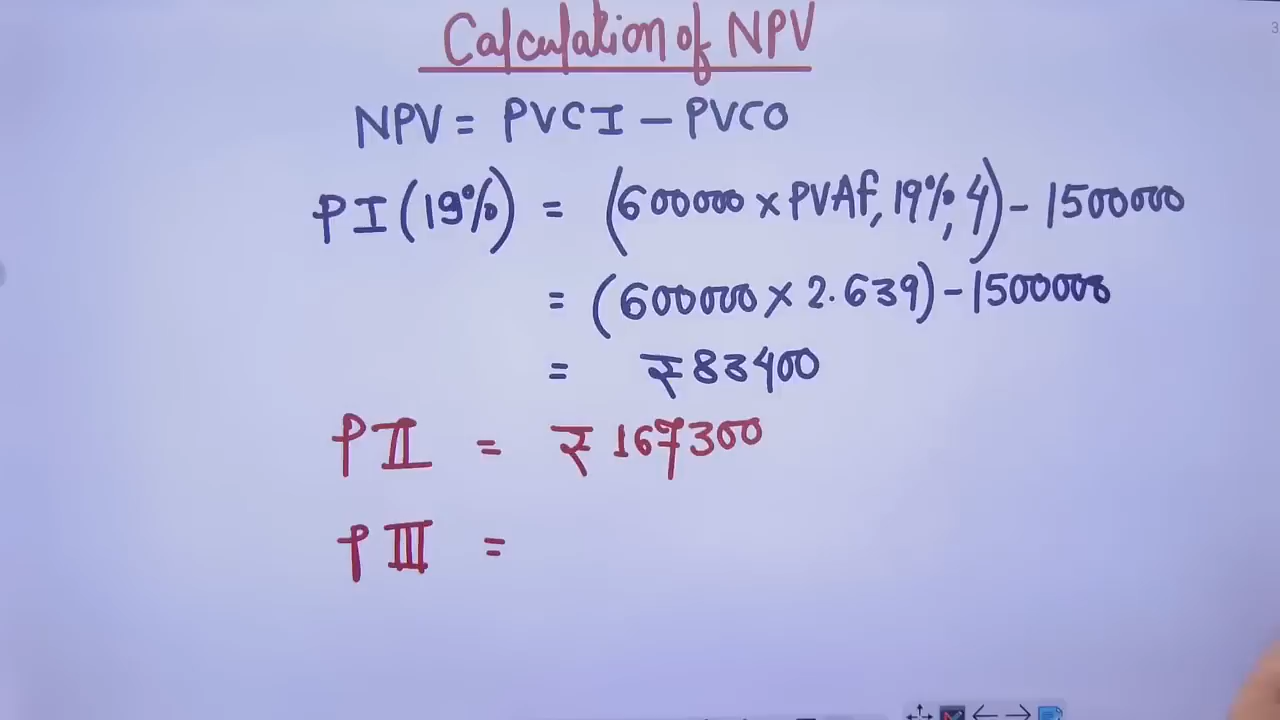 Calculation of NPV
NPV = PVCI - PVCO
PI (19%) = (600000 x PVAf, 19%, 4) - 1500000
= (600000 x 2.639) - 1500000
= ₹83400
PII = ₹167300
PIII =
3